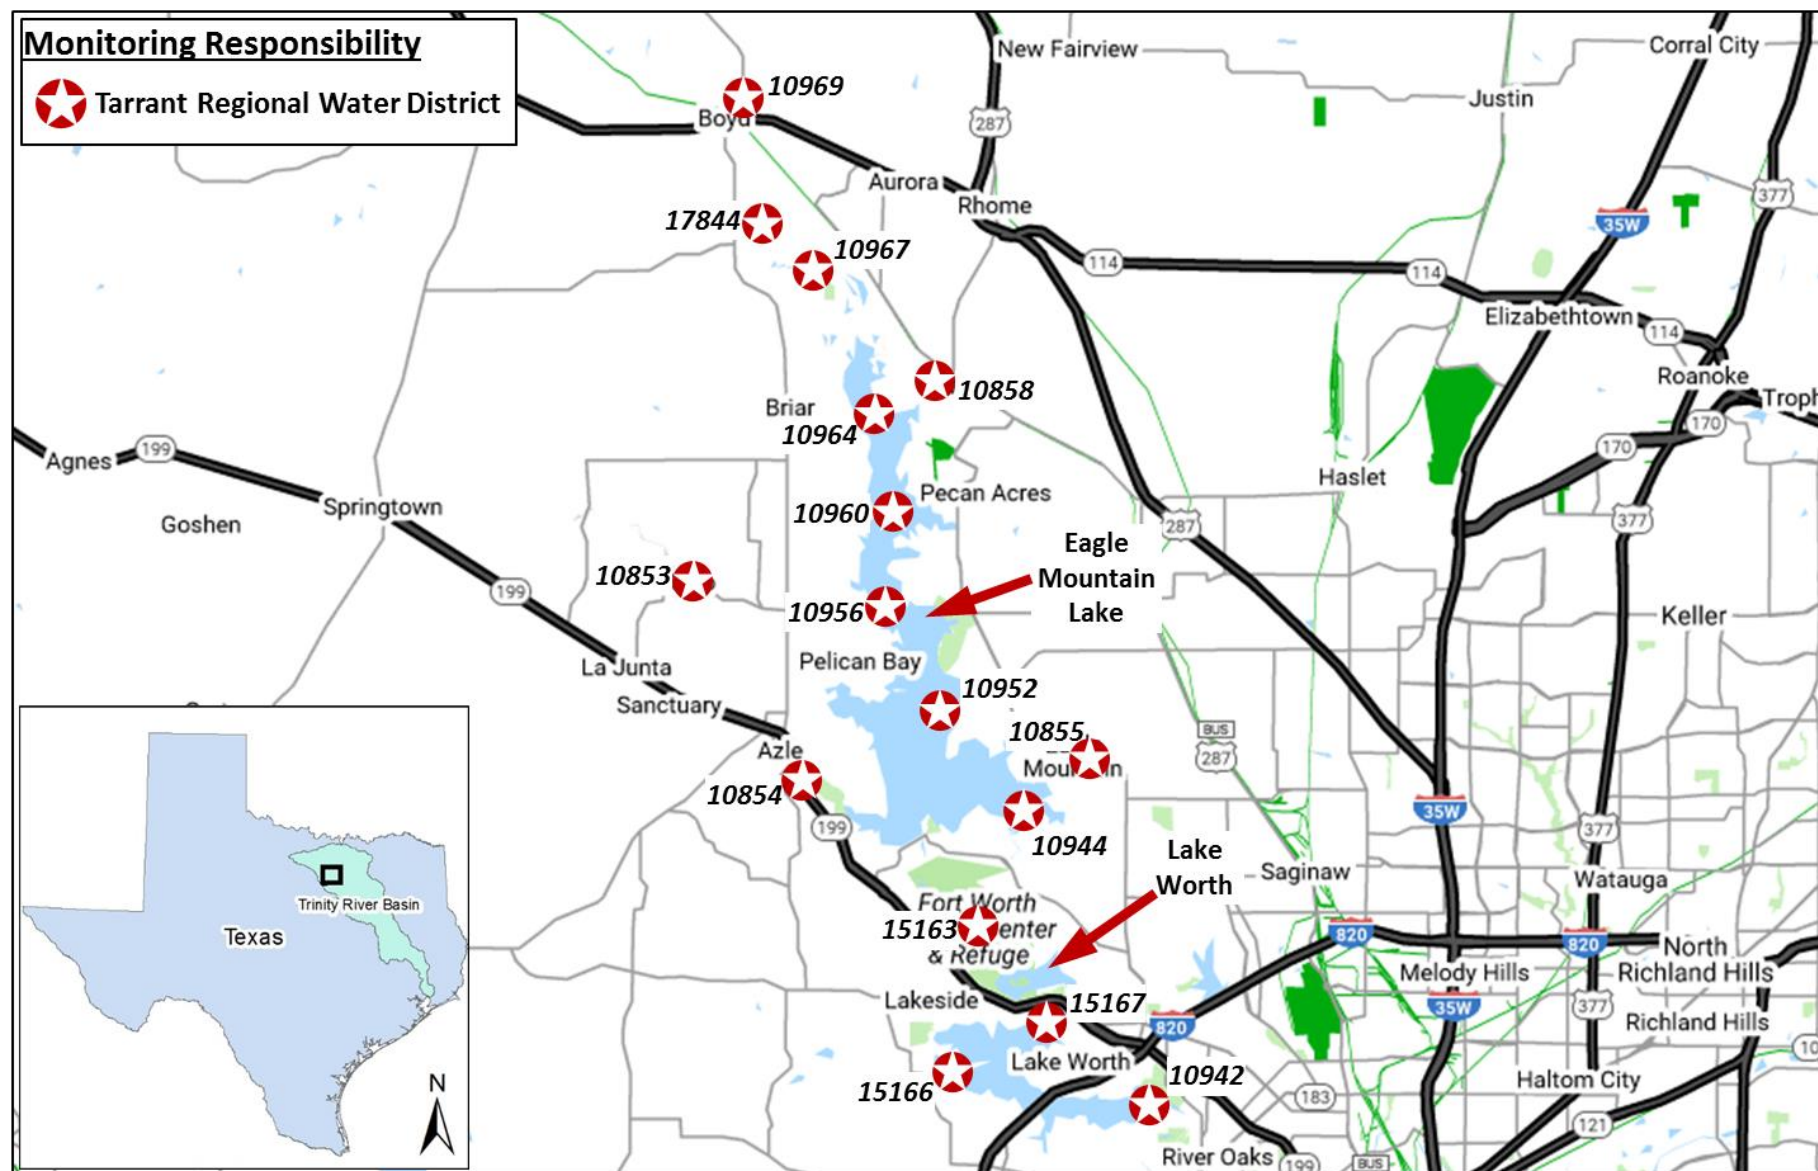 Monitoring Responsibility
Tarrant Regional Water District
New Fairview
Corral City
10969
Justin
287
Boyd
Aurora
377
Rhome
17844
35W
10967
114
114
Elizabethtown
114
Roanoke
10858
Troph
Briar
10964
170
170
199
Agnes
Haslet
Pecan Acres
Springtown
10960
Goshen
287
377
Eagle
Mountain
Lake
10853
199
10956
Keller
La Junta
Pelican Bay
10952
Sanctuary
10855
BUS
287
Azle
Mountain
10854
35W
199
377
10944
Lake
Worth
Saginaw
Watauga
Fort Worth
15163
enter
& Refuge
820
820
North
Richland Hills
Melody Hills
Lakeside
15167
35W
377
820
Richland Hills
Lake Worth
10942
15166
Haltom City
183
121
River Oaks
199
BUS
10
Trinity River Basin
Texas
N